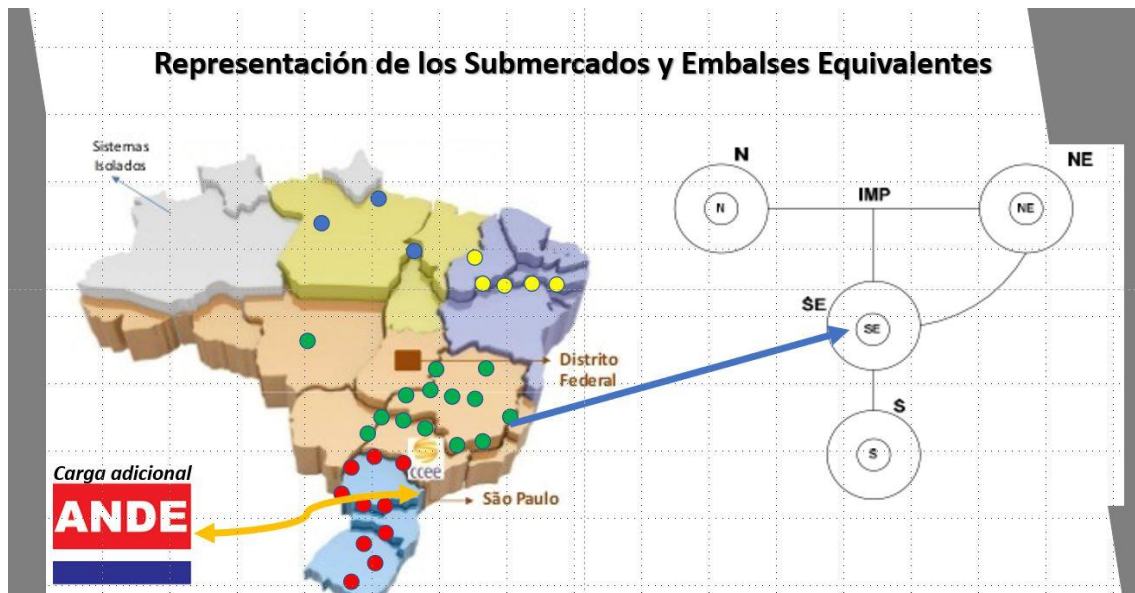 Representación de los Submercados y Embalses Equivalentes
Sistemas
Isolados
N
NE
N
IMP
NE
SE
SE
Distrito
Federal
S
S
ccee
São Paulo
Carga adicional
ANDE